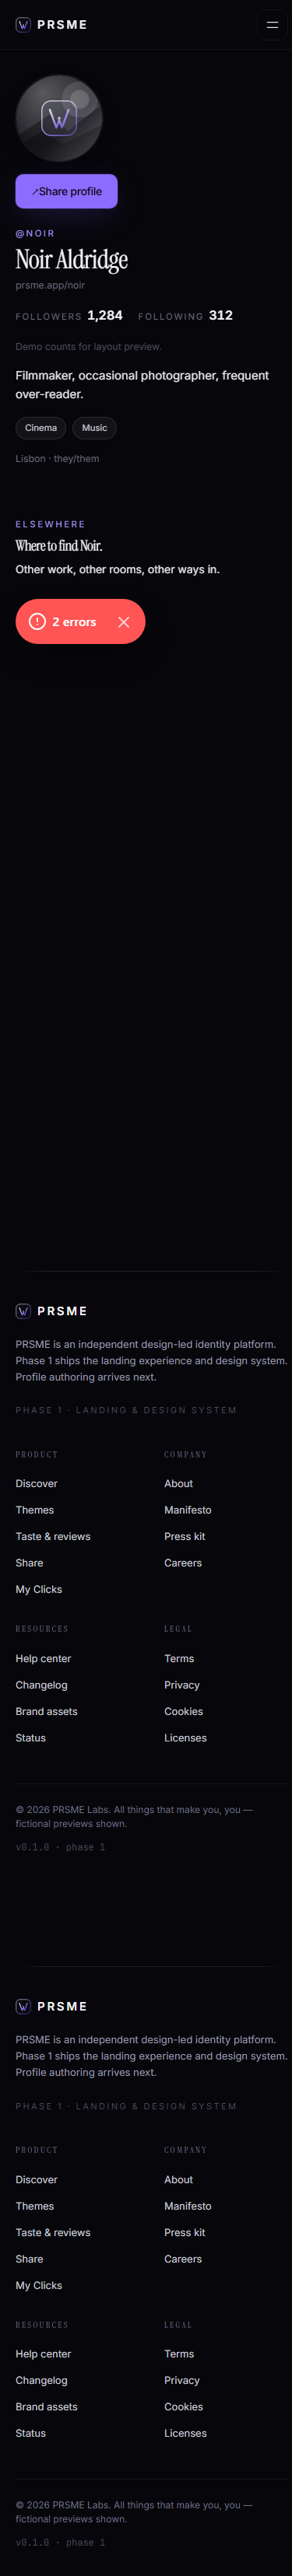 PRSME
↗Share profile
@NOIR
Noir Aldridge
prsme.app/noir
FOLLOWERS 1,284 FOLLOWING 312
Demo counts for layout preview.
Filmmaker, occasional photographer, frequent
over-reader.
Cinema Music
Lisbon · they/them
ELSEWHERE
Where to find Noir.
Other work, other rooms, other ways in.
2 errors
PRSME
PRSME is an independent design-led identity platform.
Phase 1 ships the landing experience and design system.
Profile authoring arrives next.
PHASE 1 · LANDING & DESIGN SYSTEM
PRODUCT
Discover
Themes
Taste & reviews
Share
My Clicks
COMPANY
About
Manifesto
Press kit
Careers
RESOURCES
Help center
Changelog
Brand assets
Status
LEGAL
Terms
Privacy
Cookies
Licenses
© 2026 PRSME Labs. All things that make you, you —
fictional previews shown.
v0.1.0 · phase 1
PRSME
PRSME is an independent design-led identity platform.
Phase 1 ships the landing experience and design system.
Profile authoring arrives next.
PHASE 1 · LANDING & DESIGN SYSTEM
PRODUCT
Discover
Themes
Taste & reviews
Share
My Clicks
COMPANY
About
Manifesto
Press kit
Careers
RESOURCES
Help center
Changelog
Brand assets
Status
LEGAL
Terms
Privacy
Cookies
Licenses
© 2026 PRSME Labs. All things that make you, you —
fictional previews shown.
v0.1.0 · phase 1